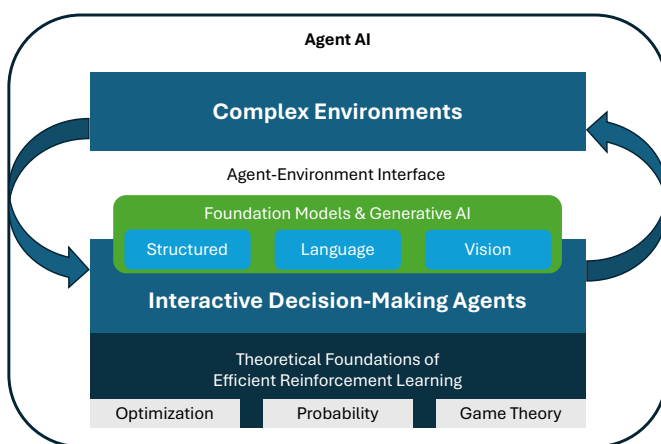 Agent AI
Complex Environments
Agent-Environment Interface
Foundation Models & Generative AI
Structured
Language
Vision
Interactive Decision-Making Agents
Theoretical Foundations of
Efficient Reinforcement Learning
Optimization
Probability
Game Theory